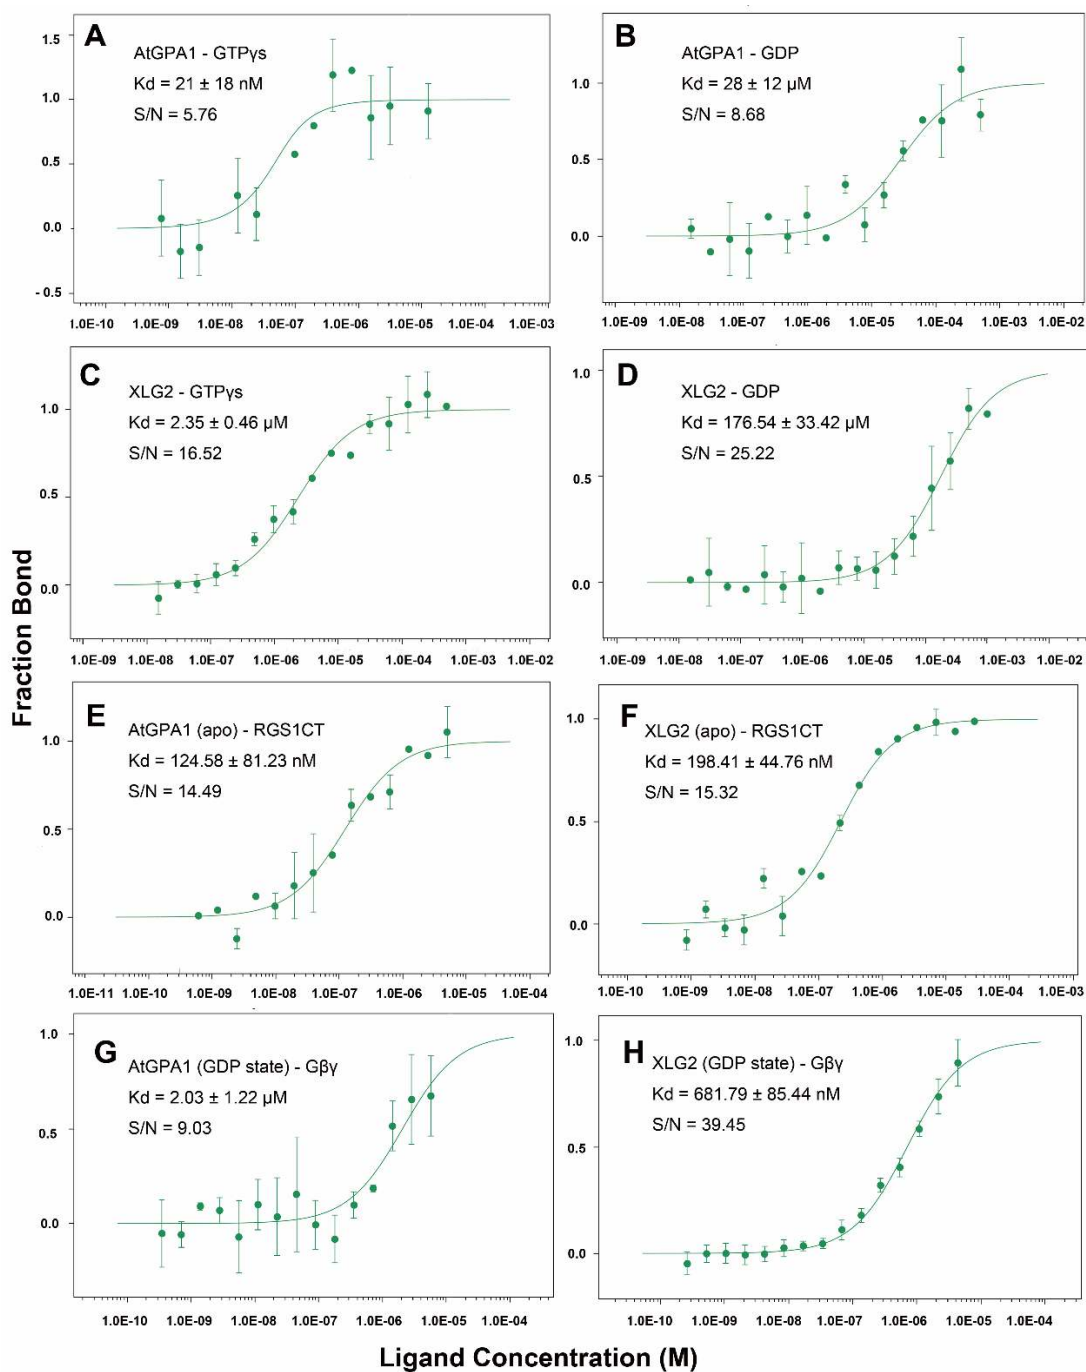 A
AtGPA1 - GTPγs
Kd = 21 ± 18 nM
S/N = 5.76
1.5
1.0
0.5
0.0
- 0.5
1.0E-10 1.0E-09 1.0E-08 1.0E-07 1.0E-06 1.0E-05 1.0E-04 1.0E-03
B
AtGPA1 - GDP
Kd = 28 ± 12 μM
S/N = 8.68
1.0
0.5
0.0
1.0E-09 1.0E-08 1.0E-07 1.0E-06 1.0E-05 1.0E-04 1.0E-03 1.0E-02
C
XLG2 - GTPγs
Kd = 2.35 ± 0.46 μM
S/N = 16.52
1.0
0.5
0.0
1.0E-09 1.0E-08 1.0E-07 1.0E-06 1.0E-05 1.0E-04 1.0E-03 1.0E-02
D
XLG2 - GDP
Kd = 176.54 ± 33.42 μM
S/N = 25.22
1.0
0.5
0.0
1.0E-09 1.0E-08 1.0E-07 1.0E-06 1.0E-05 1.0E-04 1.0E-03 1.0E-02
E
AtGPA1 (apo) - RGS1CT
Kd = 124.58 ± 81.23 nM
S/N = 14.49
1.0
0.5
0.0
1.0E-11 1.0E-10 1.0E-09 1.0E-08 1.0E-07 1.0E-06 1.0E-05 1.0E-04
F
XLG2 (apo) - RGS1CT
Kd = 198.41 ± 44.76 nM
S/N = 15.32
1.0
0.5
0.0
1.0E-10 1.0E-09 1.0E-08 1.0E-07 1.0E-06 1.0E-05 1.0E-04 1.0E-03
G
AtGPA1 (GDP state) - Gβγ
Kd = 2.03 ± 1.22 μM
S/N = 9.03
1.0
0.5
0.0
1.0E-10 1.0E-09 1.0E-08 1.0E-07 1.0E-06 1.0E-05 1.0E-04
H
XLG2 (GDP state) - Gβγ
Kd = 681.79 ± 85.44 nM
S/N = 39.45
1.0
0.5
0.0
1.0E-10 1.0E-09 1.0E-08 1.0E-07 1.0E-06 1.0E-05 1.0E-04
Fraction Bond
Ligand Concentration (M)